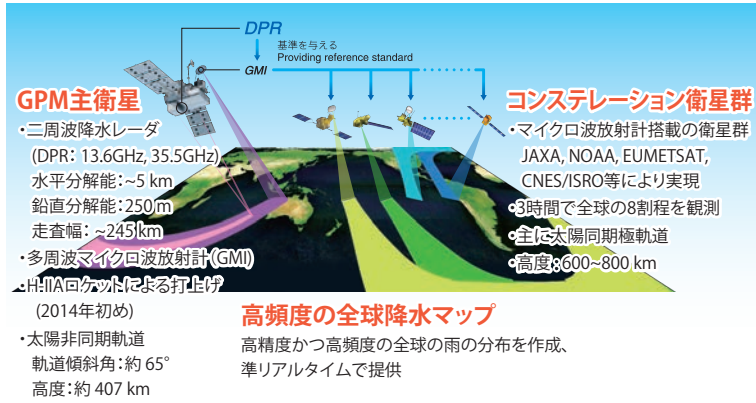 DPR
基準を与える
Providing reference standard
GMI
GPM主衛星
・二周波降水レーダ
(DPR: 13.6GHz, 35.5GHz)
水平分解能:~5 km
鉛直分解能:250 m
走査幅: ~245 km
・多周波マイクロ波放射計(GMI)
・H-IIAロケットによる打上げ
(2014年初め)
・太陽非同期軌道
軌道傾斜角:約 65°
高度:約 407 km
コンステレーション衛星群
・マイクロ波放射計搭載の衛星群
JAXA, NOAA, EUMETSAT,
CNES/ISRO等により実現
・3時間で全球の8割程を観測
・主に太陽同期極軌道
・高度:600~800 km
高頻度の全球降水マップ
高精度かつ高頻度の全球の雨の分布を作成、
準リアルタイムで提供